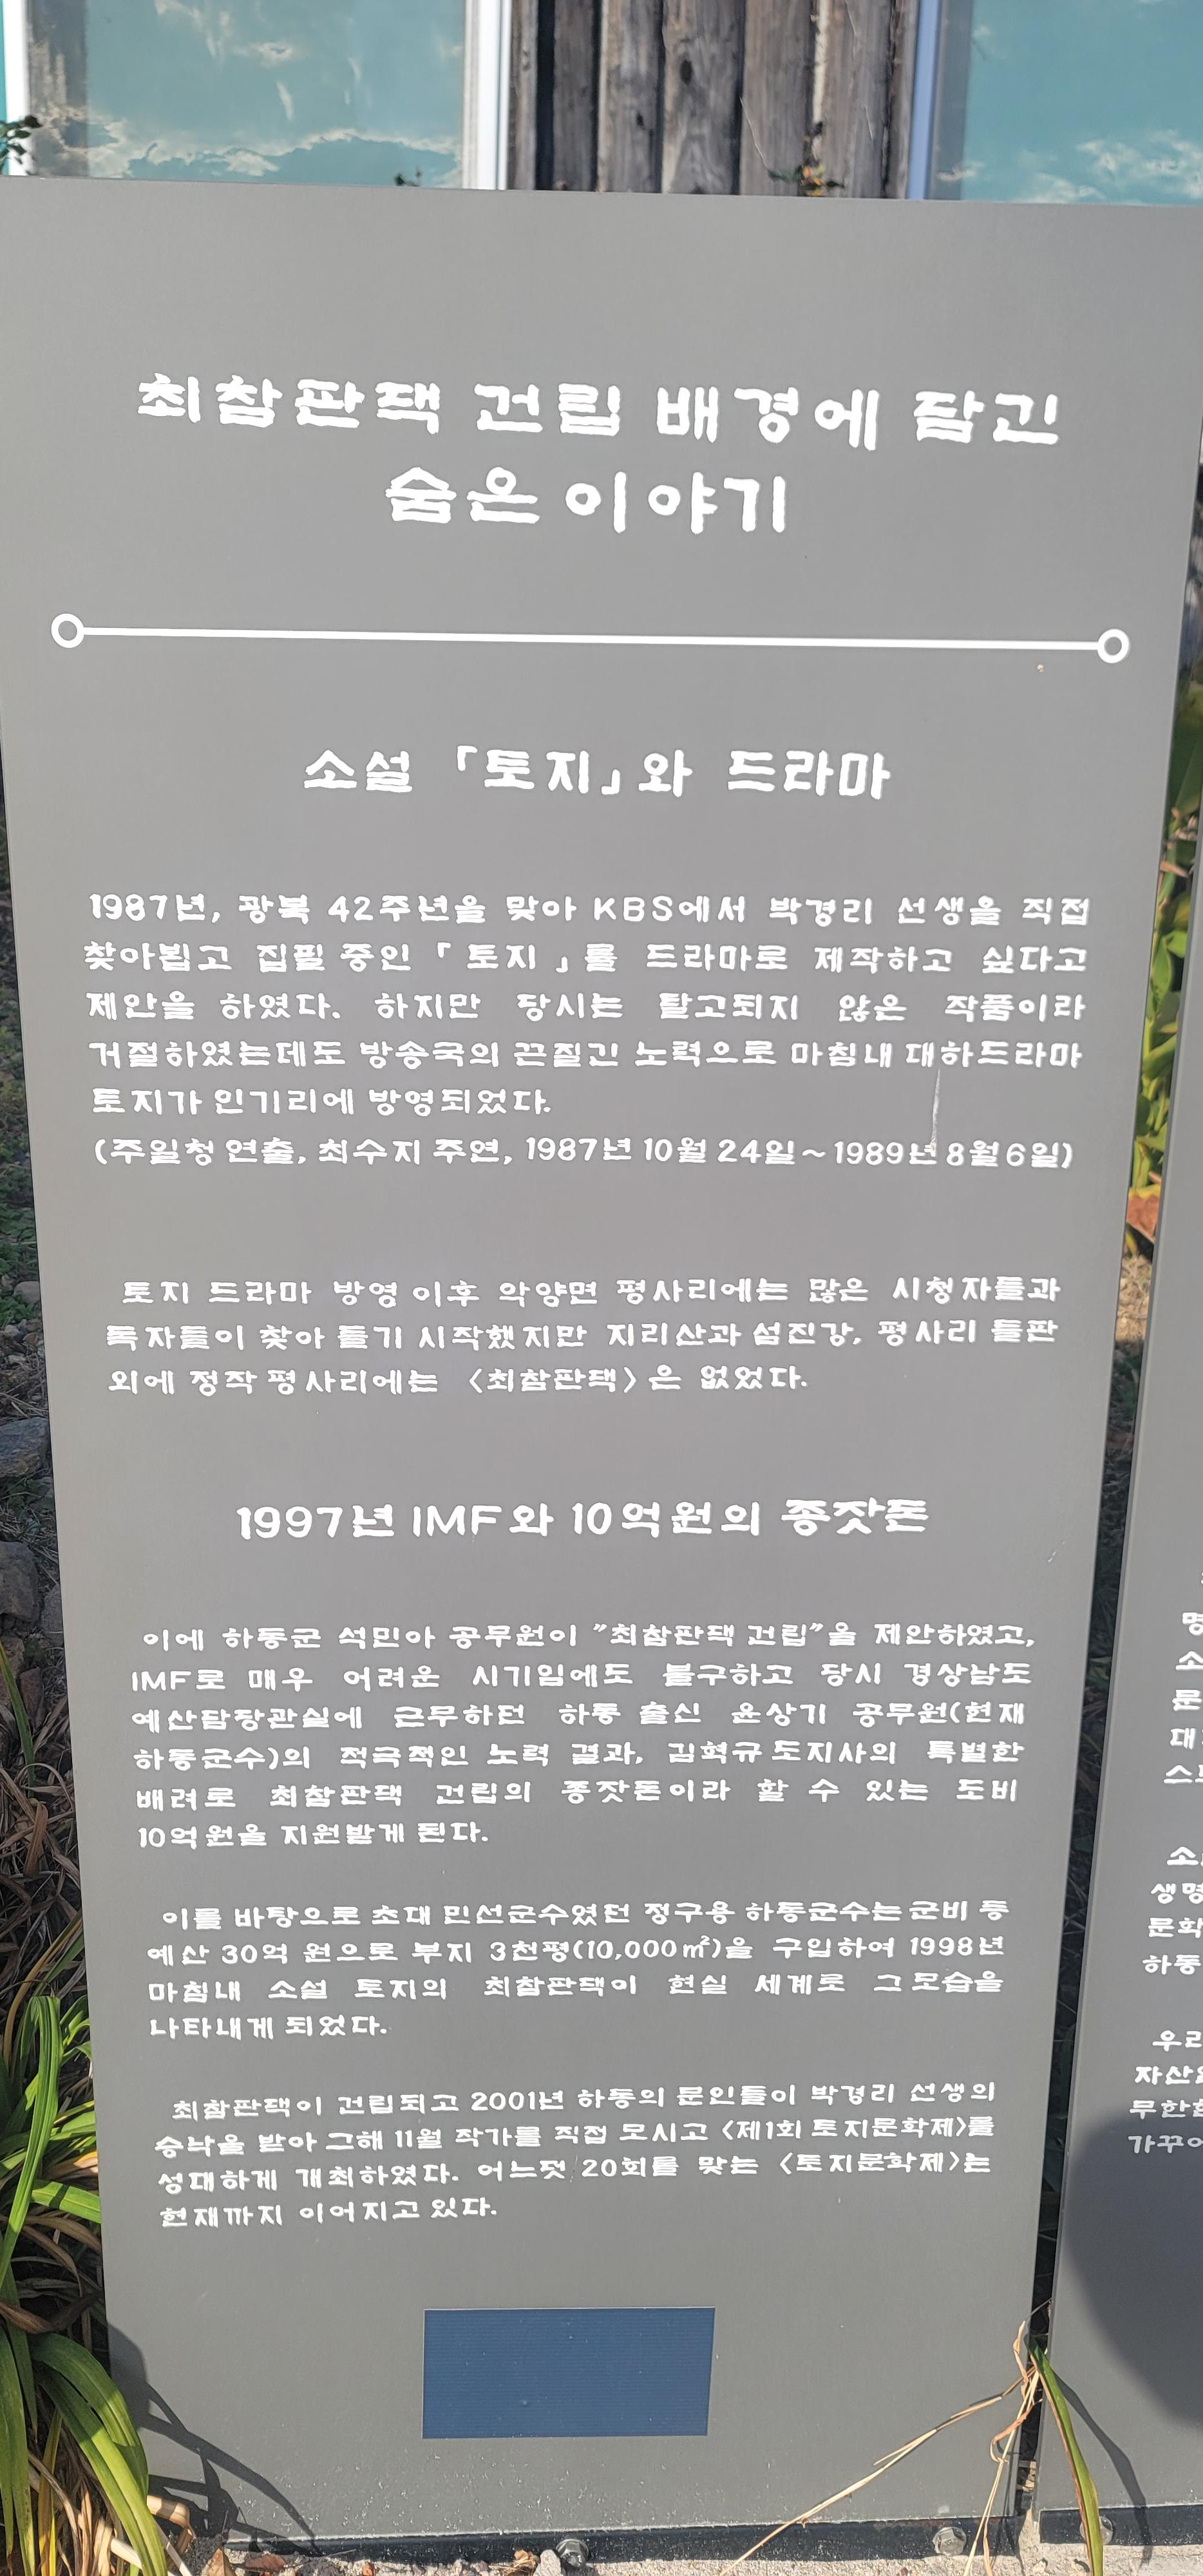 최참판댁 건립 배경에 담긴
숨은 이야기
소설 「토지」와 드라마
1987년, 광복 42주년을 맞아 KBS에서 박경리 선생을 직접
찾아뵙고 집필 중인 「토지」를 드라마로 제작하고 싶다고
제안을 하였다. 하지만 당시는 탈고되지 않은 작품이라
거절하였는데도 방송국의 끈질긴 노력으로 마침내 대하드라마
토지가 인기리에 방영되었다.
(주일청 연출, 최수지 주연, 1987년 10월 24일~1989년 8월 6일)
토지 드라마 방영 이후 악양면 평사리에는 많은 시청자들과
독자들이 찾아 들기 시작했지만 지리산과 섬진강, 평사리 들판
외에 정작 평사리에는 〈최참판댁〉은 없었다.
1997년 IMF와 10억원의 종잣돈
이에 하동군 석민아 공무원이 "최참판댁 건립"을 제안하였고,
IMF로 매우 어려운 시기임에도 불구하고 당시 경상남도
예산담당관실에 근무하던 하동 출신 윤상기 공무원(현재
하동군수)의 적극적인 노력 결과, 김혁규 도지사의 특별한
배려로 최참판댁 건립의 종잣돈이라 할 수 있는 도비
10억원을 지원받게 된다.
이를 바탕으로 초대 민선군수였던 정구용 하동군수는 군비 등
예산 30억 원으로 부지 3천평(10,000㎡)을 구입하여 1998년
마침내 소설 토지의 최참판댁이 현실 세계로 그 모습을
나타내게 되었다.
최참판댁이 건립되고 2001년 하동의 문인들이 박경리 선생의
승낙을 받아 그해 11월 작가를 직접 모시고 〈제1회 토지문학제〉를
성대하게 개최하였다. 어느덧 20회를 맞는 〈토지문학제〉는
현재까지 이어지고 있다.
명
소
문
대
스
소
생명
문학
하동
우리
자산
무한한
가꾸어